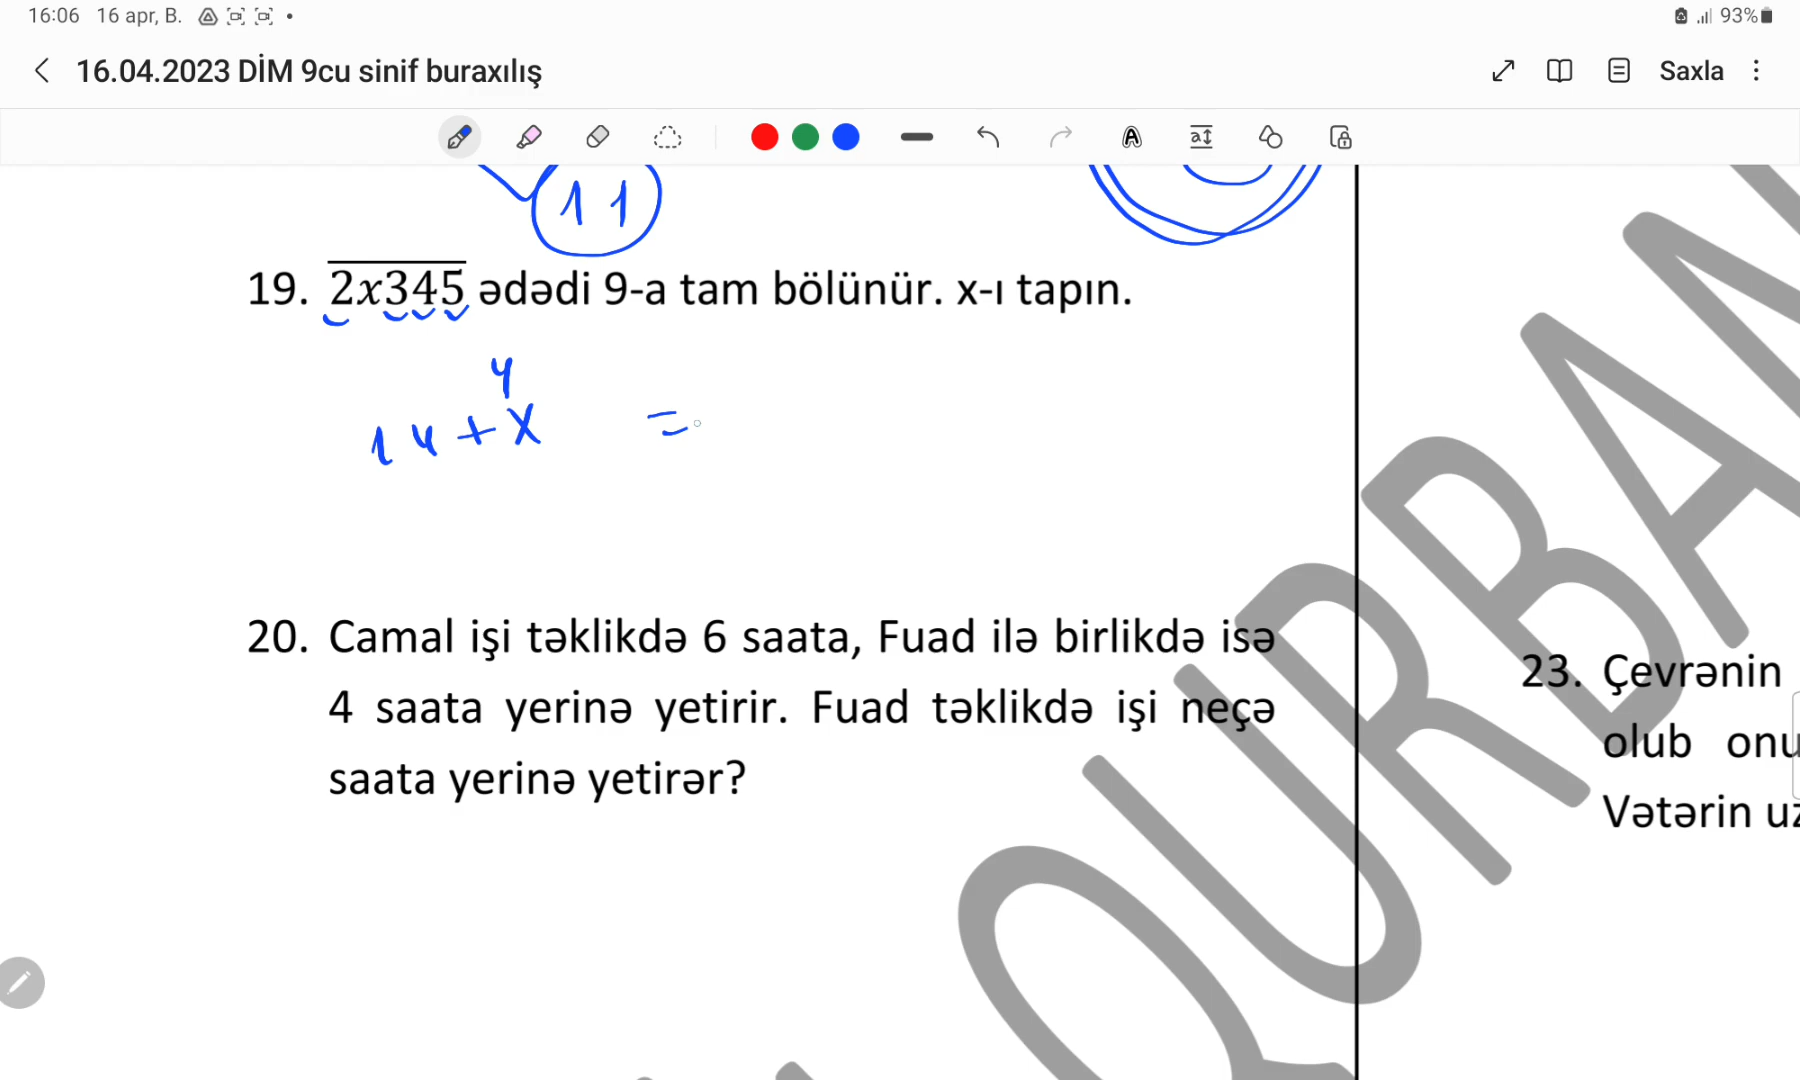 16:06 16 apr, B. 93%
16.04.2023 DİM 9cu sinif buraxılış
Saxla
11
19. 2x345 ədədi 9-a tam bölünür. x-ı tapın.
4
14 + x =
20. Camal işi təklikdə 6 saata, Fuad ilə birlikdə isə
4 saata yerinə yetirir. Fuad təklikdə işi neçə
saata yerinə yetirər?
23. Çevrənin
olub onu
Vətərin uz
QURBAN